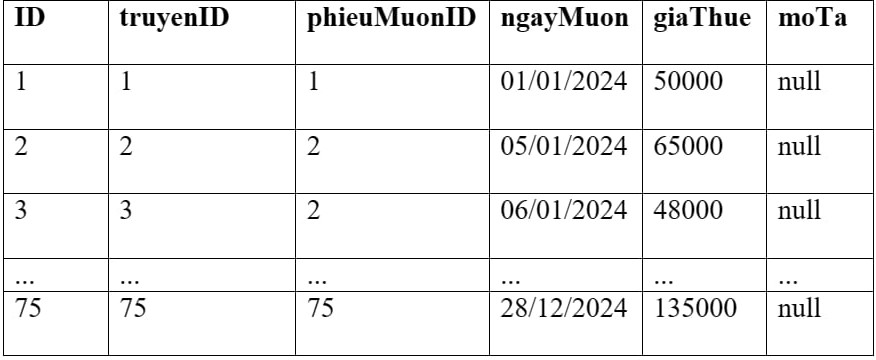 ID truyenID phieuMuonID ngayMuon giaThue moTa
1 1 1 01/01/2024 50000 null
2 2 2 05/01/2024 65000 null
3 3 2 06/01/2024 48000 null
... ... ... ... ... ...
75 75 75 28/12/2024 135000 null